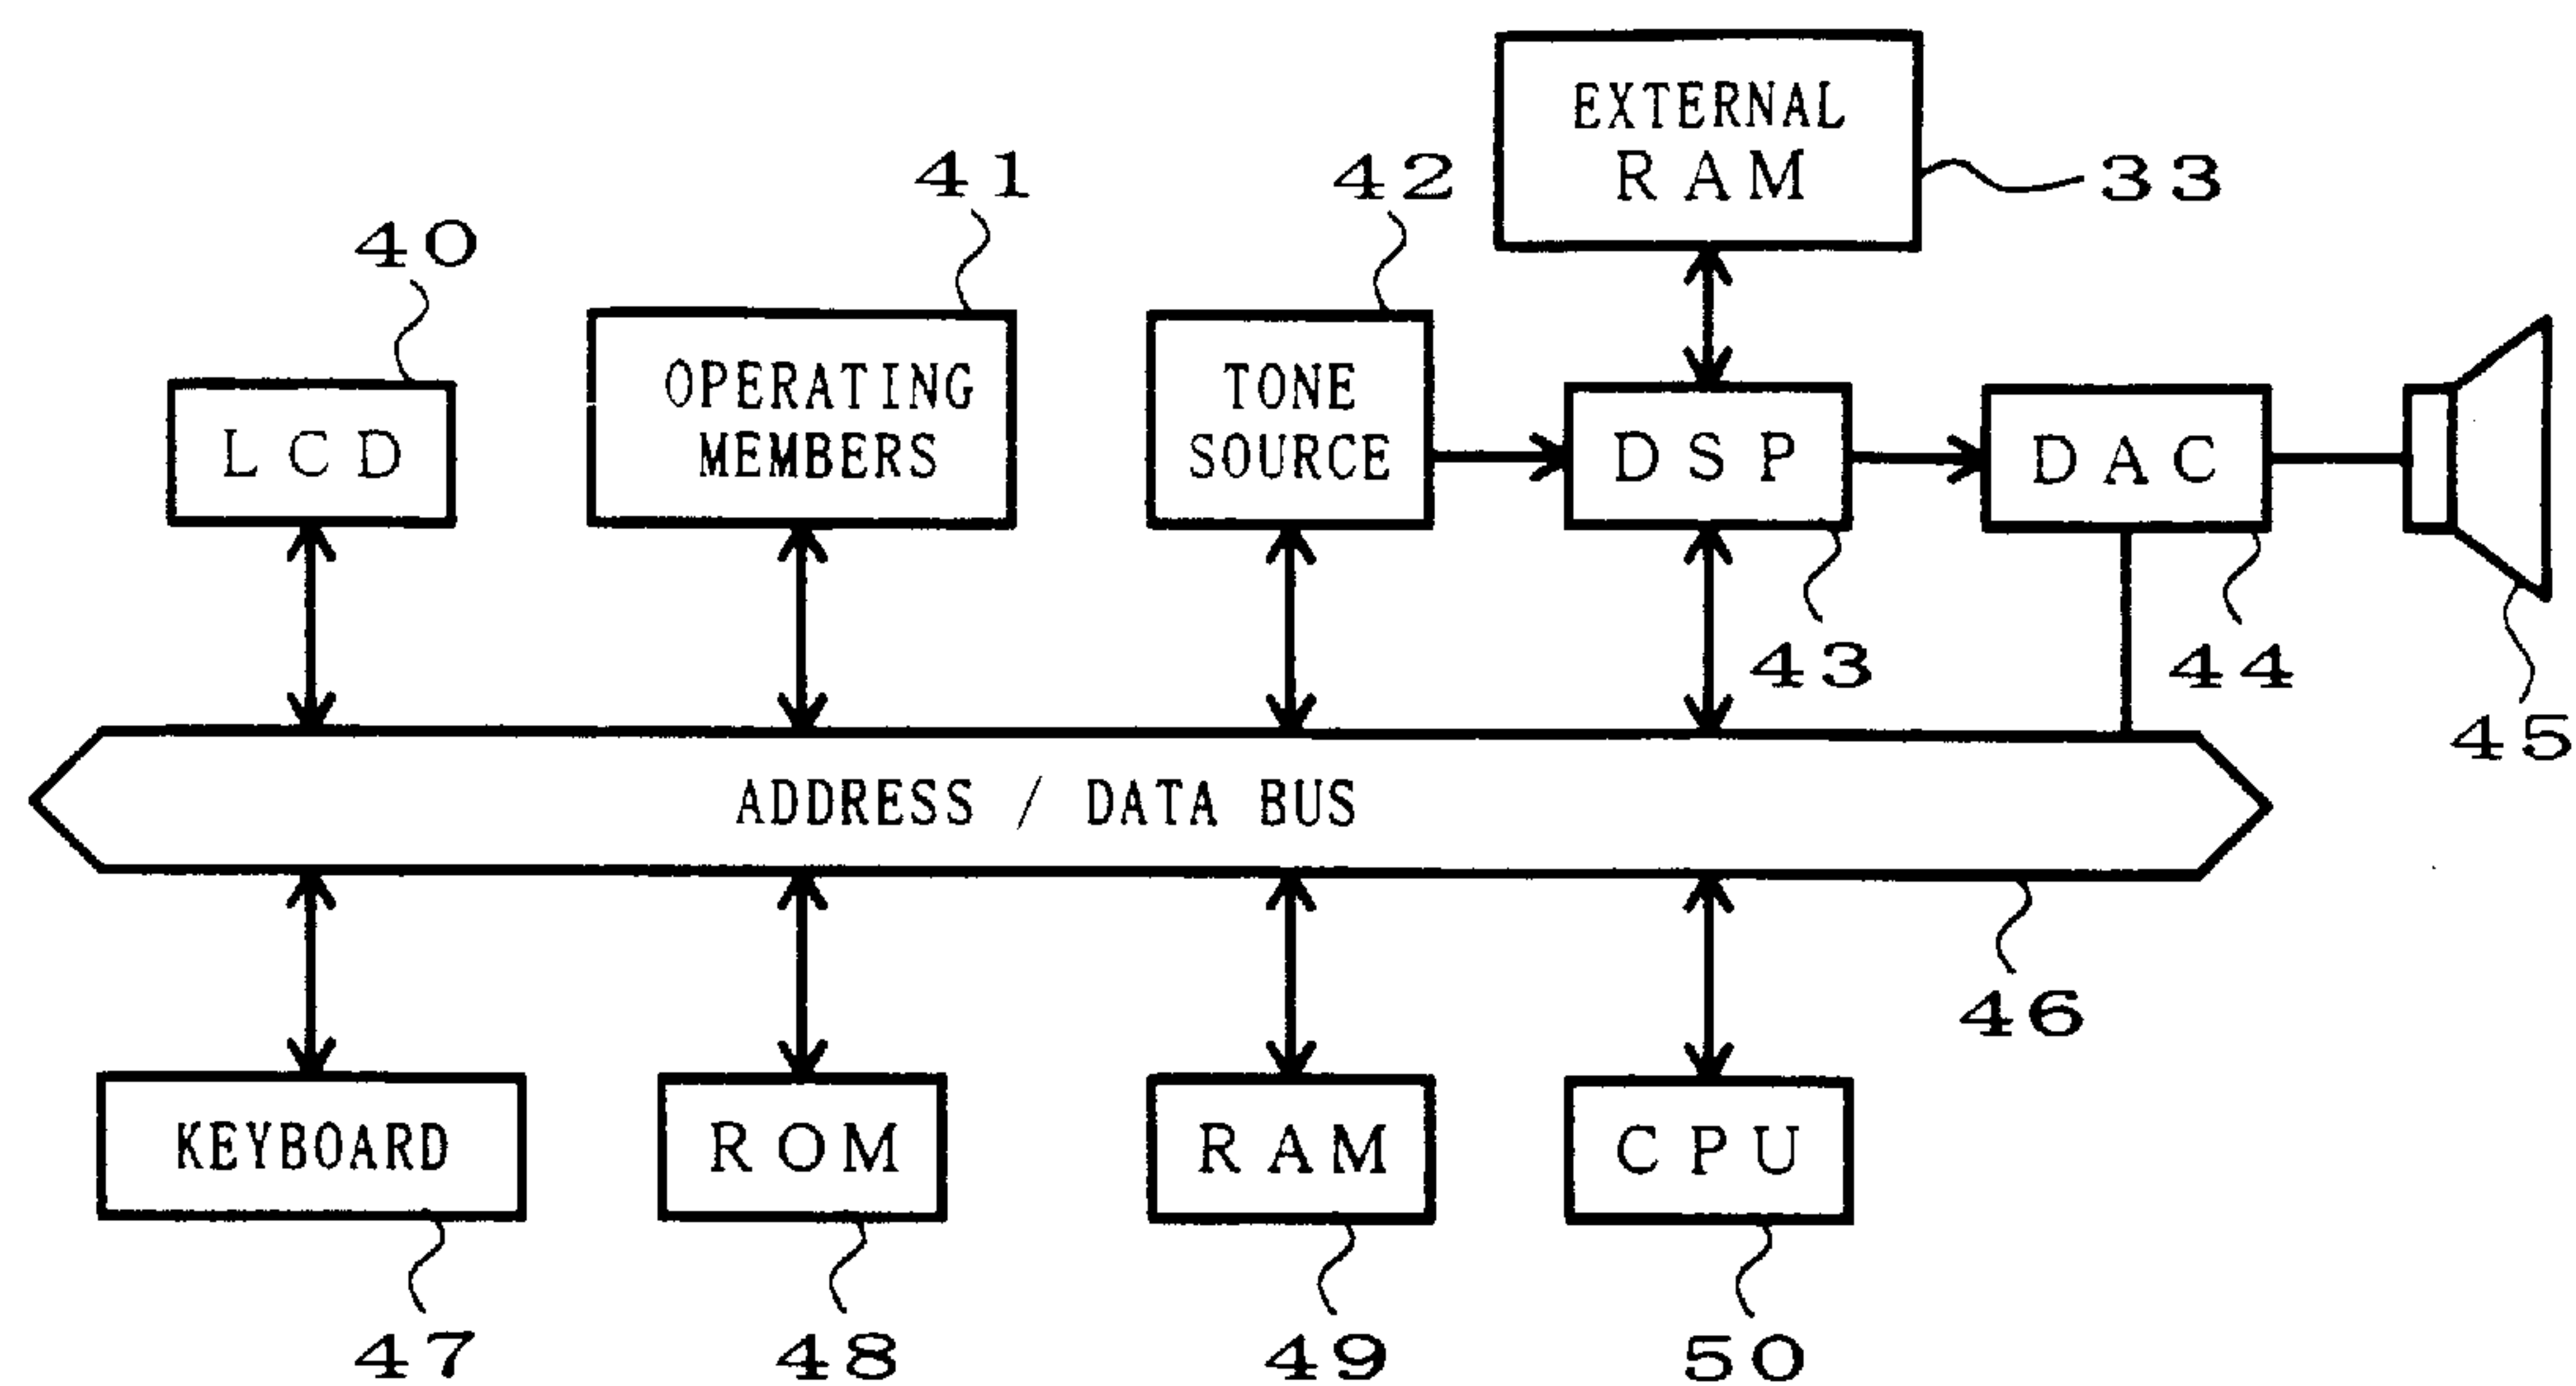 EXTERNAL
RAM
33
41
42
40
OPERATING
MEMBERS
TONE
SOURCE
LCD
DSP
DAC
43
44
45
ADDRESS / DATA BUS
46
KEYBOARD
ROM
RAM
CPU
47
48
49
50